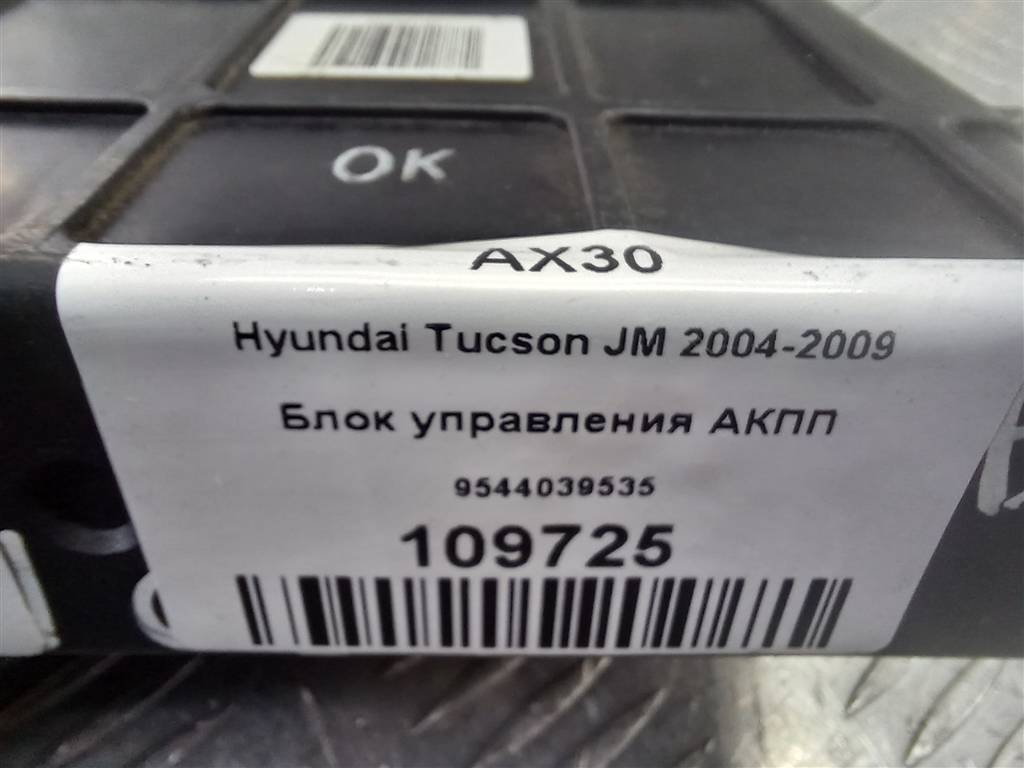 OK
AX30
Hyundai Tucson JM 2004-2009
Блок управления АКПП
9544039535
109725